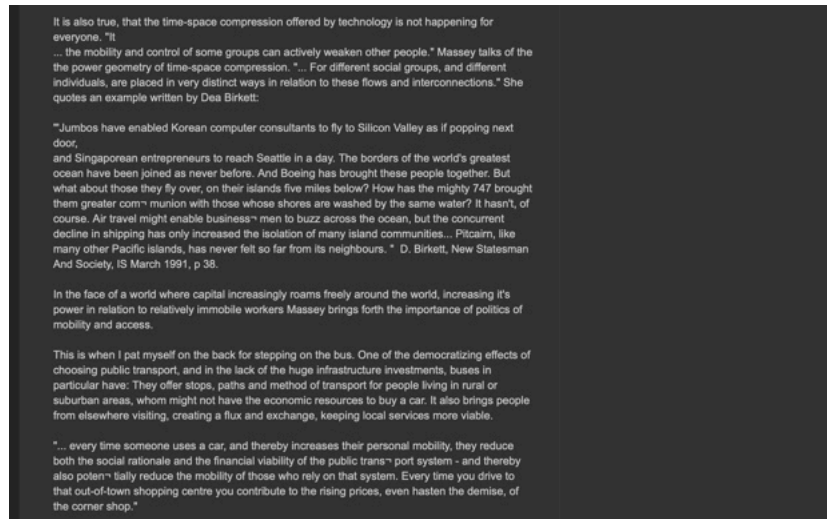 It is also true, that the time-space compression offered by technology is not happening for
everyone. "It
... the mobility and control of some groups can actively weaken other people." Massey talks of the
the power geometry of time-space compression. "... For different social groups, and different
individuals, are placed in very distinct ways in relation to these flows and interconnections." She
quotes an example written by Dea Birkett:
"'Jumbos have enabled Korean computer consultants to fly to Silicon Valley as if popping next
door,
and Singaporean entrepreneurs to reach Seattle in a day. The borders of the world's greatest
ocean have been joined as never before. And Boeing has brought these people together. But
what about those they fly over, on their islands five miles below? How has the mighty 747 brought
them greater com¬ munion with those whose shores are washed by the same water? It hasn't, of
course. Air travel might enable business¬ men to buzz across the ocean, but the concurrent
decline in shipping has only increased the isolation of many island communities... Pitcairn, like
many other Pacific islands, has never felt so far from its neighbours. " D. Birkett, New Statesman
And Society, IS March 1991, p 38.
In the face of a world where capital increasingly roams freely around the world, increasing it's
power in relation to relatively immobile workers Massey brings forth the importance of politics of
mobility and access.
This is when I pat myself on the back for stepping on the bus. One of the democratizing effects of
choosing public transport, and in the lack of the huge infrastructure investments, buses in
particular have: They offer stops, paths and method of transport for people living in rural or
suburban areas, whom might not have the economic resources to buy a car. It also brings people
from elsewhere visiting, creating a flux and exchange, keeping local services more viable.
"... every time someone uses a car, and thereby increases their personal mobility, they reduce
both the social rationale and the financial viability of the public trans¬ port system - and thereby
also poten¬ tially reduce the mobility of those who rely on that system. Every time you drive to
that out-of-town shopping centre you contribute to the rising prices, even hasten the demise, of
the corner shop."